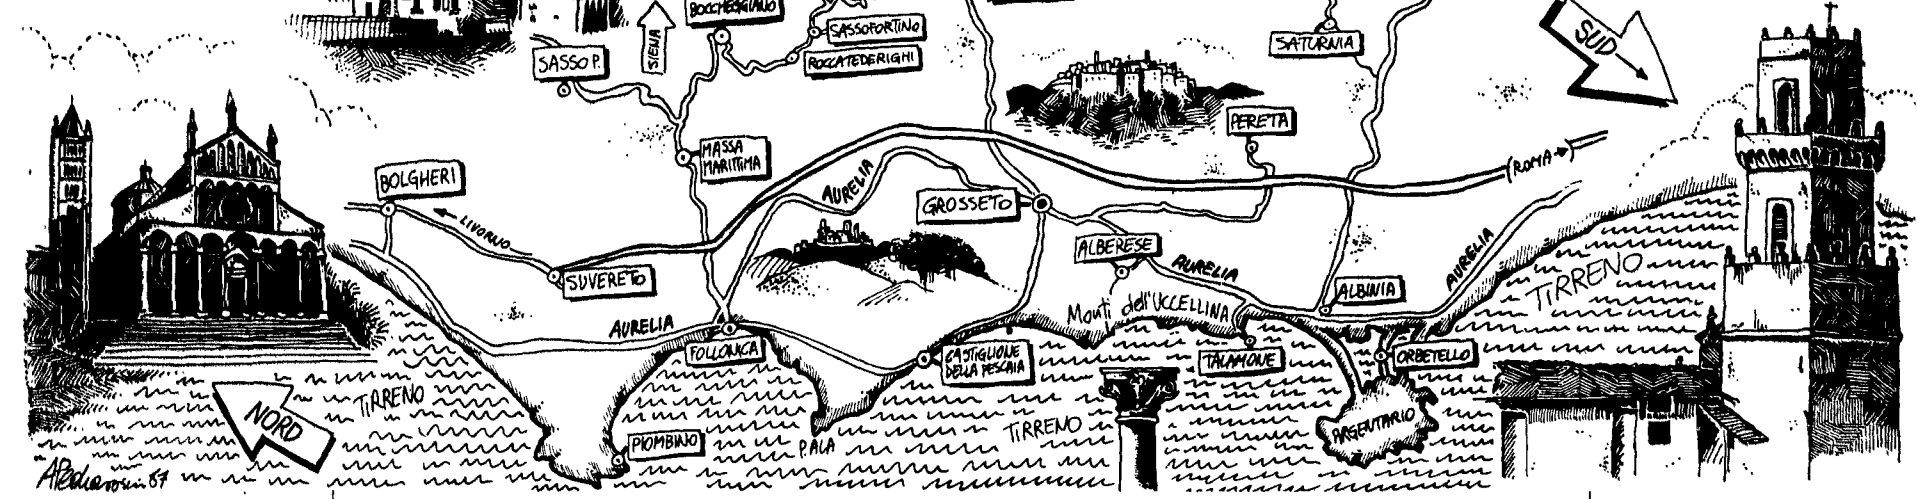 BOCCHEGGIANO
SIENA
SASSOFORTINO
ROCCATEDERIGHI
SASSO P.
SATURNIA
SUD
PERETA
MASSA
MARITTIMA
AURELIA
(ROMA→)
BOLGHERI
LIVORNO
GROSSETO
ALBERESE
AURELIA
AURELIA
SUVERETO
ALBINIA
TIRRENO
Monti dell'UCCELLINA
AURELIA
FOLLONICA
CASTIGLIONE
DELLA PESCAIA
TALAMONE
ORBETELLO
TIRRENO
NORD
PIOMBINO
P. ALA
TIRRENO
ARGENTARIO